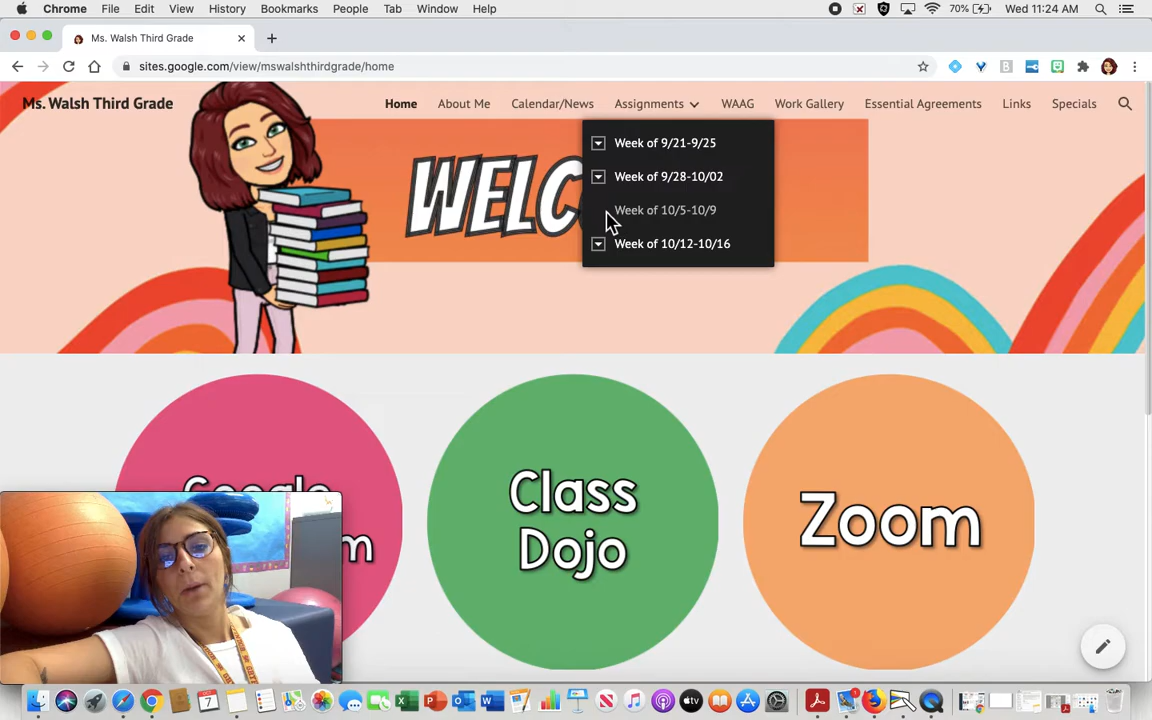 Chrome File Edit View History Bookmarks People Tab Window Help 70% Wed 11:24 AM
Ms. Walsh Third Grade
sites.google.com/view/mswalshthirdgrade/home
Ms. Walsh Third Grade Home About Me Calendar/News Assignments WAAG Work Gallery Essential Agreements Links Specials
Week of 9/21-9/25
Week of 9/28-10/02
Week of 10/5-10/9
Week of 10/12-10/16
WELC
Google
Class
Dojo
Zoom
7